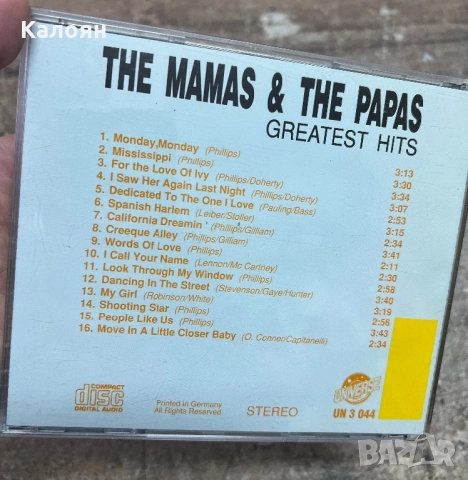 Калоян
THE MAMAS & THE PAPAS
GREATEST HITS
1. Monday,Monday (Phillips) 3:13
2. Mississippi (Phillips) 3:30
3. For the Love Of Ivy (Phillips/Doherty) 3:34
4. I Saw Her Again Last Night (Phillips/Doherty) 3:07
5. Dedicated To The One I Love (Pauling/Bass) 2:53
6. Spanish Harlem (Leiber/Stoller) 3:15
7. California Dreamin' (Phillips/Gilliam) 2:34
8. Creeque Alley (Phillips/Gilliam) 3:41
9. Words Of Love (Phillips) 2:11
10. I Call Your Name (Lennon/Mc Cartney) 2:30
11. Look Through My Window (Phillips) 2:58
12. Dancing In The Street (Stevenson/Gaye/Hunter) 3:40
13. My Girl (Robinson/White) 3:19
14. Shooting Star (Phillips) 2:56
15. People Like Us (Phillips) 3:43
16. Move In A Little Closer Baby (O. Conner/Capitanelli) 2:34
COMPACT
disc
DIGITAL AUDIO
Printed in Germany
All Rights Reserved
STEREO
UNIVERSE
UN 3 044
BAZAR